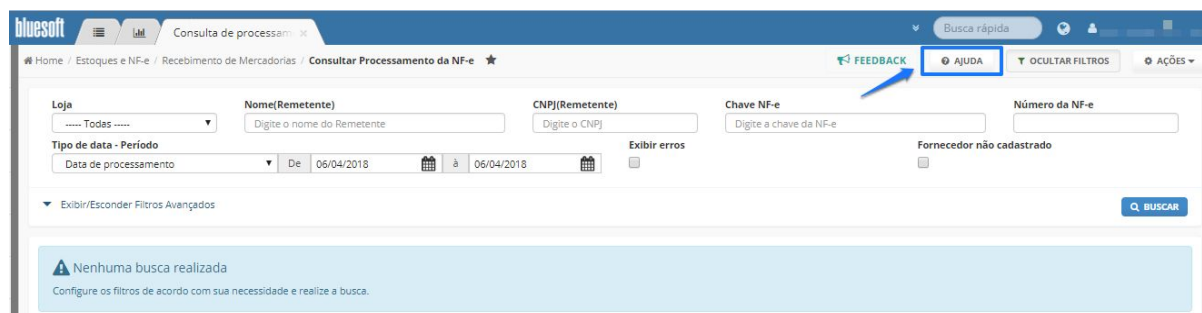 bluesoft Consulta de processam × Busca rápida
Home / Estoques e NF-e / Recebimento de Mercadorias / Consultar Processamento da NF-e FEEDBACK AJUDA OCULTAR FILTROS AÇÕES
Loja Nome(Remetente) CNPJ(Remetente) Chave NF-e Número da NF-e
----- Todas ----- Digite o nome do Remetente Digite o CNPJ Digite a chave da NF-e
Tipo de data - Período Exibir erros Fornecedor não cadastrado
Data de processamento De 06/04/2018 à 06/04/2018
Exibir/Esconder Filtros Avançados BUSCAR
Nenhuma busca realizada
Configure os filtros de acordo com sua necessidade e realize a busca.